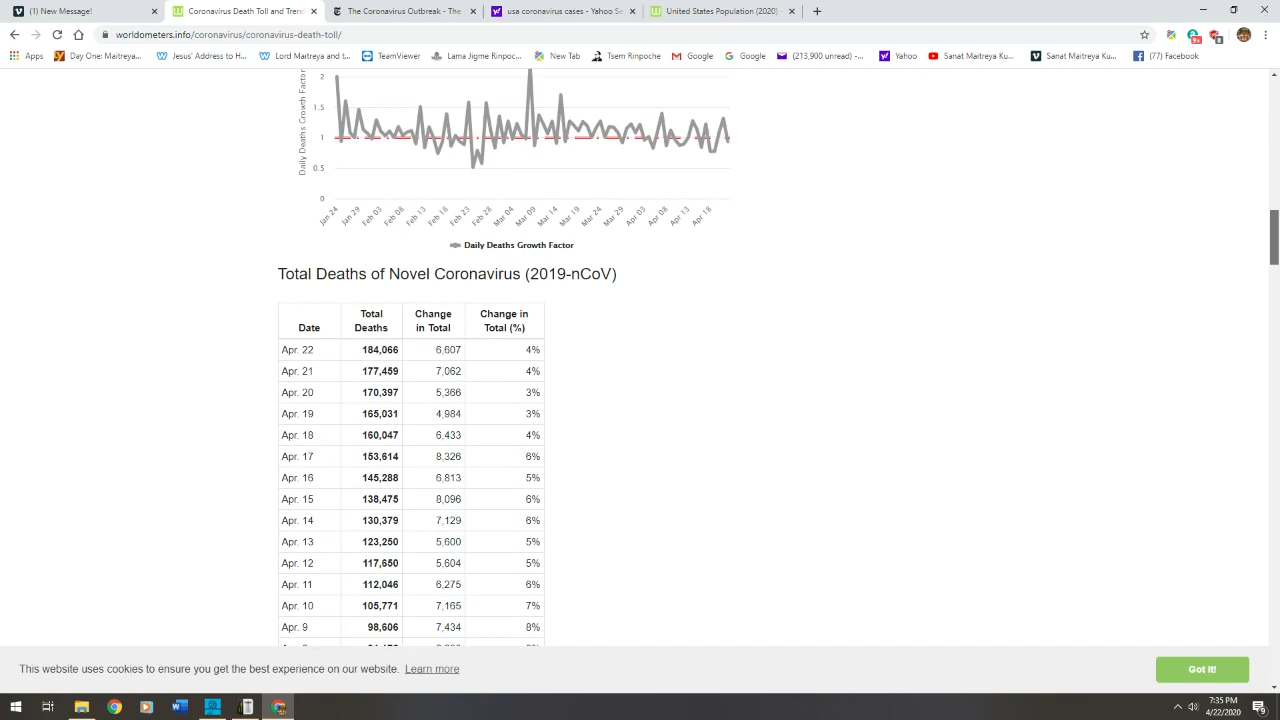 (1) New Message!
Coronavirus Death Toll and Tren
The Coronavirus Outbreak - The
usa coronavirus cases - Yahoo Se
United States Population (2020) -
worldometers.info/coronavirus/coronavirus-death-toll/
Apps
Day One: Maitreya...
Jesus' Address to H...
Lord Maitreya and t...
TeamViewer
Lama Jigme Rinpoc...
New Tab
Tsem Rinpoche
Google
Google
(213,900 unread) -...
Yahoo
Sanat Maitreya Ku...
Sanat Maitreya Ku...
(77) Facebook
Daily Deaths Growth Factor
2
1.5
1
0.5
0
Jan 24 Jan 29 Feb 03 Feb 08 Feb 13 Feb 18 Feb 23 Feb 28 Mar 04 Mar 09 Mar 14 Mar 19 Mar 24 Mar 29 Apr 03 Apr 08 Apr 13 Apr 18
Daily Deaths Growth Factor
Total Deaths of Novel Coronavirus (2019-nCoV)
Date Total Deaths Change in Total Change in Total (%)
Apr. 22 184,066 6,607 4%
Apr. 21 177,459 7,062 4%
Apr. 20 170,397 5,366 3%
Apr. 19 165,031 4,984 3%
Apr. 18 160,047 6,433 4%
Apr. 17 153,614 8,326 6%
Apr. 16 145,288 6,813 5%
Apr. 15 138,475 8,096 6%
Apr. 14 130,379 7,129 6%
Apr. 13 123,250 5,600 5%
Apr. 12 117,650 5,604 5%
Apr. 11 112,046 6,275 6%
Apr. 10 105,771 7,165 7%
Apr. 9 98,606 7,434 8%
This website uses cookies to ensure you get the best experience on our website. Learn more
Got it!
7:35 PM
4/22/2020